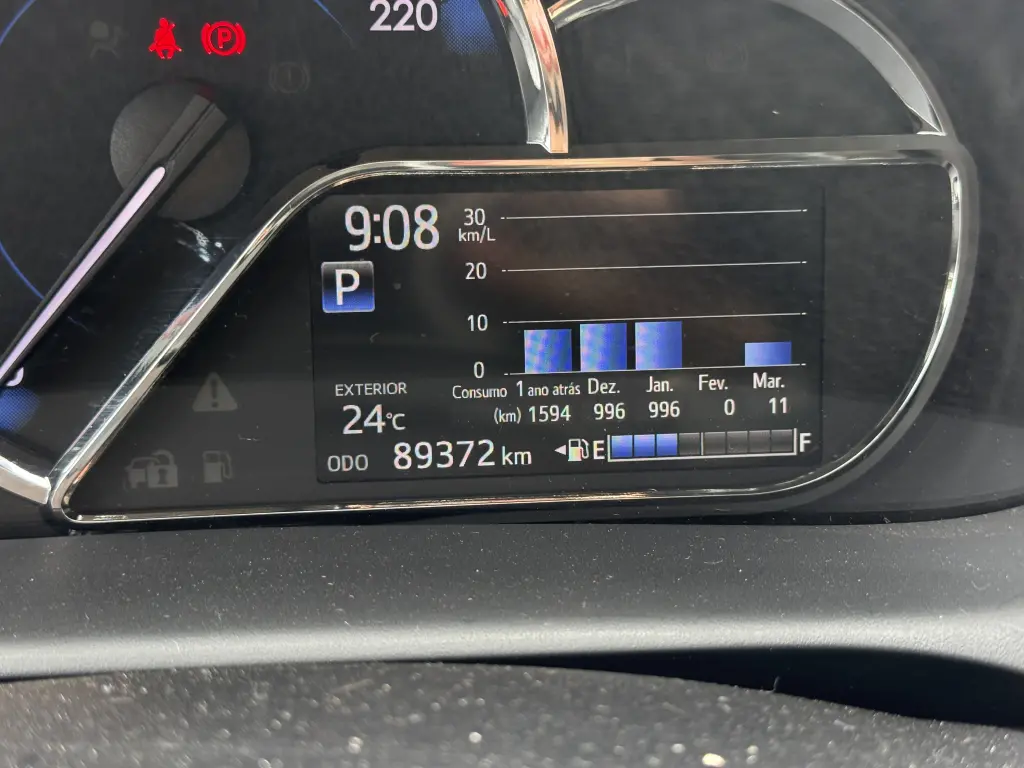 220
P
9:08
30
km/L
20
P
10
0
EXTERIOR
24°C
Consumo 1 ano atrás Dez. Jan. Fev. Mar.
(km) 1594 996 996 0 11
ODO 89372 km
E F